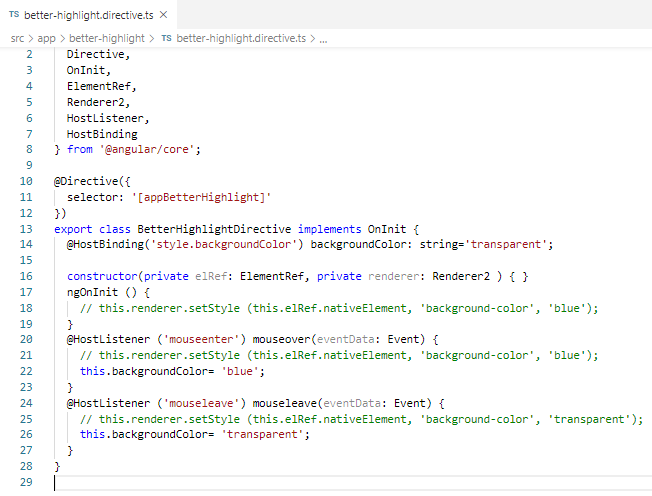 TS better-highlight.directive.ts ×
src > app > better-highlight > TS better-highlight.directive.ts > ...
2 Directive,
3 OnInit,
4 ElementRef,
5 Renderer2,
6 HostListener,
7 HostBinding
8 } from '@angular/core';
9
10 @Directive({
11 selector: '[appBetterHighlight]'
12 })
13 export class BetterHighlightDirective implements OnInit {
14 @HostBinding('style.backgroundColor') backgroundColor: string='transparent';
15
16 constructor(private elRef: ElementRef, private renderer: Renderer2 ) { }
17 ngOnInit () {
18 // this.renderer.setStyle (this.elRef.nativeElement, 'background-color', 'blue');
19 }
20 @HostListener ('mouseenter') mouseover(eventData: Event) {
21 // this.renderer.setStyle (this.elRef.nativeElement, 'background-color', 'blue');
22 this.backgroundColor= 'blue';
23 }
24 @HostListener ('mouseleave') mouseleave(eventData: Event) {
25 // this.renderer.setStyle (this.elRef.nativeElement, 'background-color', 'transparent');
26 this.backgroundColor= 'transparent';
27 }
28 }
29